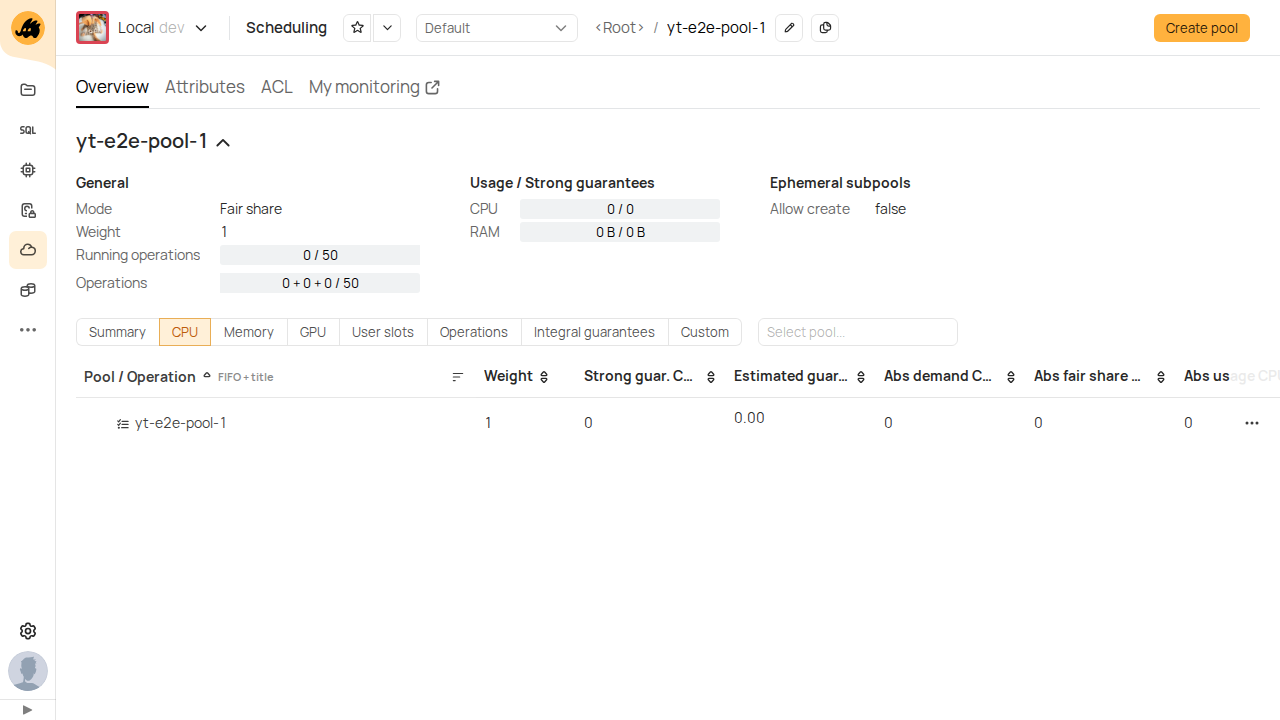 Local dev
Scheduling
Default
<Root> / yt-e2e-pool-1
Create pool
SQL
Overview
Attributes
ACL
My monitoring
yt-e2e-pool-1
General
Mode Fair share
Weight 1
Running operations 0 / 50
Operations 0 + 0 + 0 / 50
Usage / Strong guarantees
CPU 0 / 0
RAM 0 B / 0 B
Ephemeral subpools
Allow create false
Summary CPU Memory GPU User slots Operations Integral guarantees Custom
Select pool...
Pool / Operation FIFO + title Weight Strong guar. C... Estimated guar... Abs demand C... Abs fair share ... Abs usage CPU
yt-e2e-pool-1 1 0 0.00 0 0 0